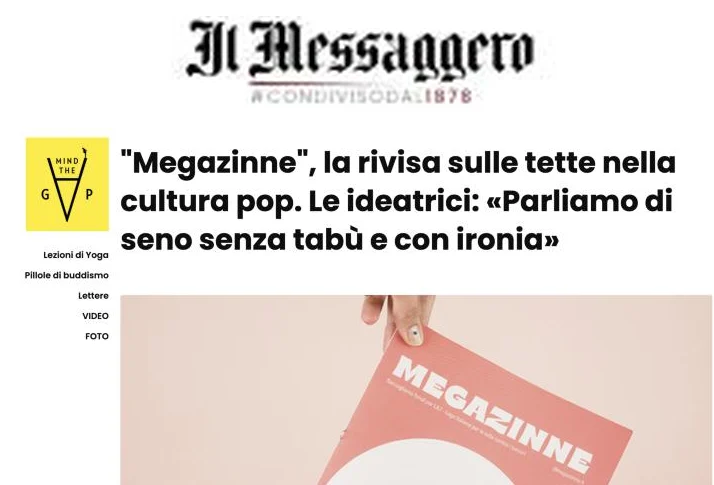 Il Messaggero
#CONDIVISODAL1878
MIND
THE
G A P
"Megazinne", la rivisa sulle tette nella
cultura pop. Le ideatrici: «Parliamo di
seno senza tabù e con ironia»
Lezioni di Yoga
Pillole di buddismo
Lettere
VIDEO
FOTO
MEGAZINNE